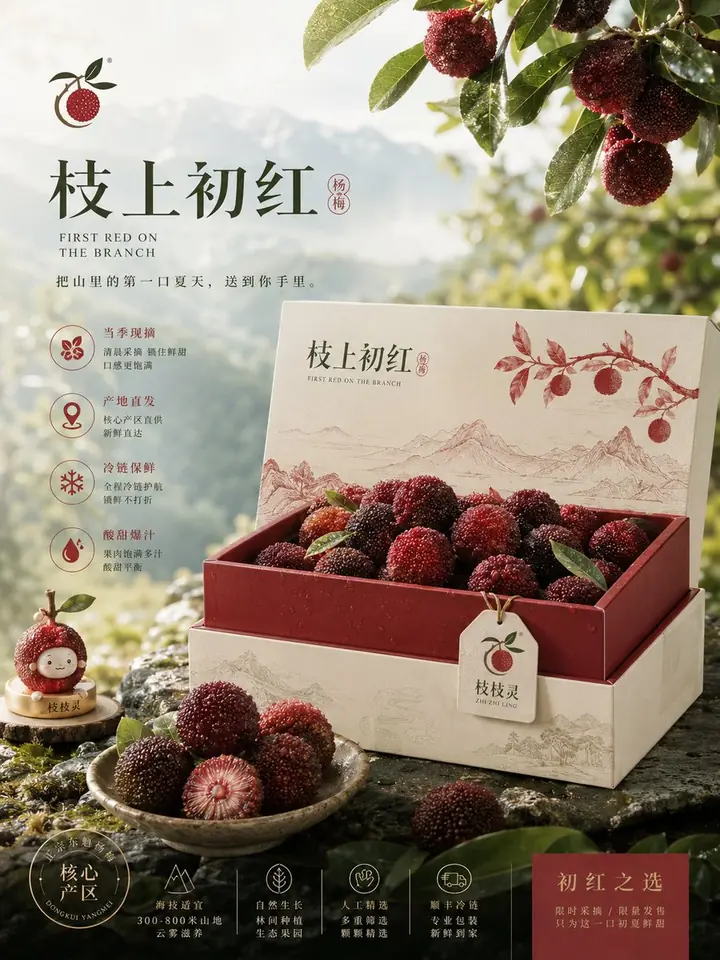 枝上初红
杨梅
FIRST RED ON
THE BRANCH
把山里的第一口夏天，送到你手里。
当季现摘
清晨采摘 锁住鲜甜
口感更饱满
产地直发
核心产区直供
新鲜直达
冷链保鲜
全程冷链护航
锁鲜不打折
酸甜爆汁
果肉饱满多汁
酸甜平衡
枝上初红
杨梅
FIRST RED ON THE BRANCH
枝枝灵
ZHI ZHI LING
枝枝灵
正宗东魁杨梅
核心
产区
DONGKUI YANGMEI
海技适宜
300-800米山地
云雾滋养
自然生长
林间种植
生态果园
人工精选
多重筛选
颗颗精选
顺丰冷链
专业包装
新鲜到家
初红之选
限时采摘 / 限量发售
只为这一口初夏鲜甜